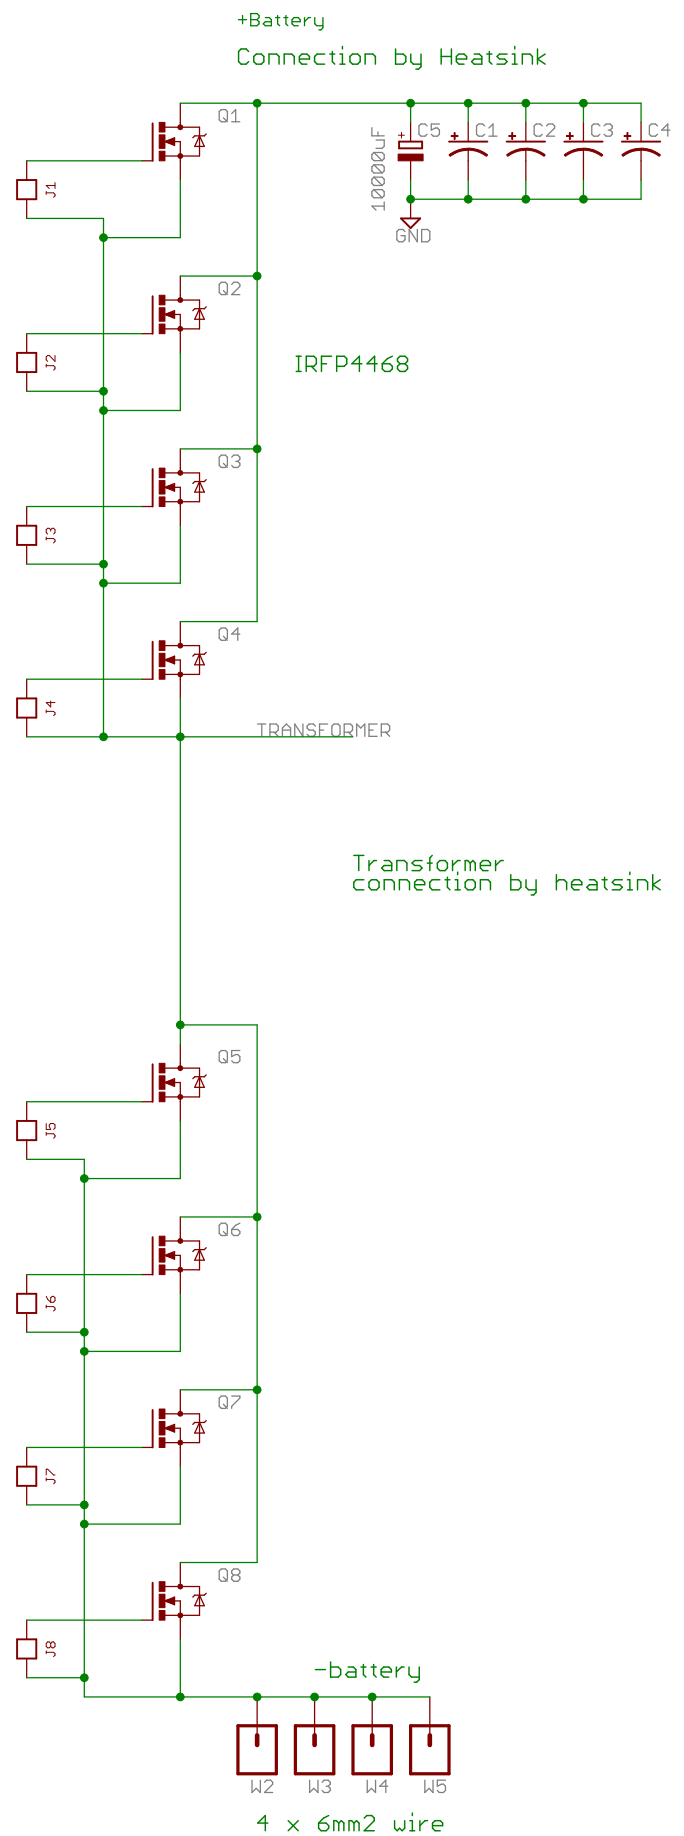 +Battery
Connection by Heatsink
Q1
C5
C1
C2
C3
C4
+
10000uF
J1
GND
Q2
J2
IRFP4468
Q3
J3
Q4
J4
TRANSFORMER
Transformer
connection by heatsink
Q5
J5
Q6
J6
Q7
J7
Q8
J8
-battery
W2
W3
W4
W5
4 x 6mm2 wire